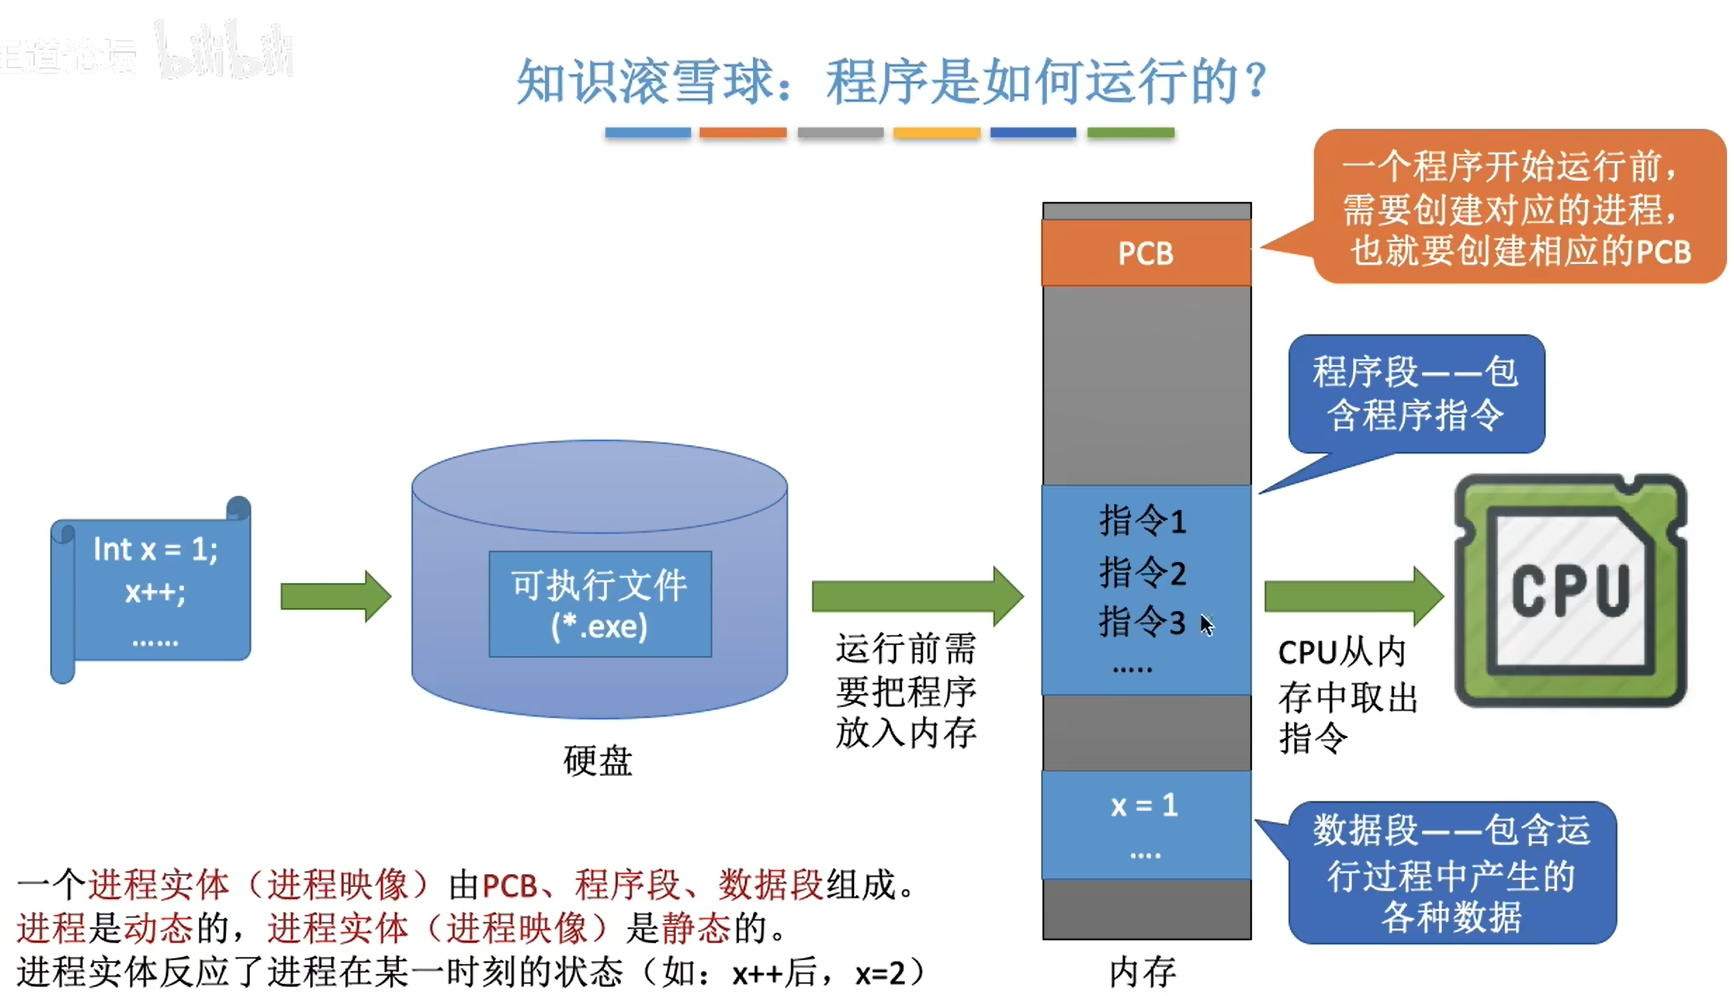 王道论坛 bilibili
知识滚雪球：程序是如何运行的？
一个程序开始运行前，
需要创建对应的进程，
也就要创建相应的PCB
PCB
程序段——包
含程序指令
Int x = 1;
x++;
......
可执行文件
(*.exe)
硬盘
运行前需
要把程序
放入内存
指令1
指令2
指令3
.....
CPU从内
存中取出
指令
CPU
x = 1
....
数据段——包含运
行过程中产生的
各种数据
内存
一个进程实体（进程映像）由PCB、程序段、数据段组成。
进程是动态的，进程实体（进程映像）是静态的。
进程实体反应了进程在某一时刻的状态（如：x++后，x=2）